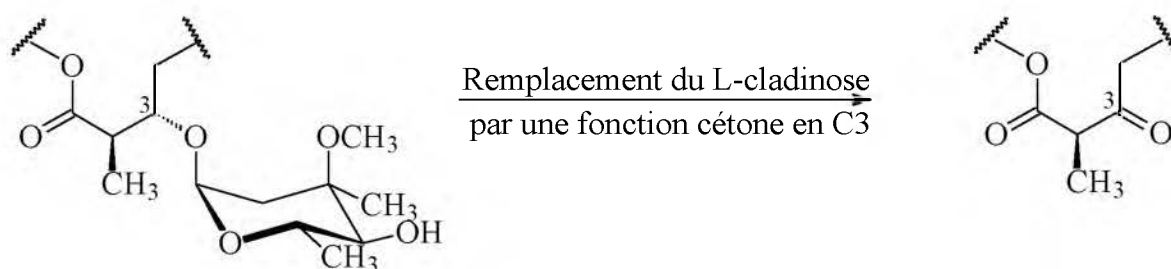 O
O
3
O
CH3
OCH3
CH3
O
OH
CH3
Remplacement du L-cladinose
par une fonction cétone en C3
O
O
3
O
CH3